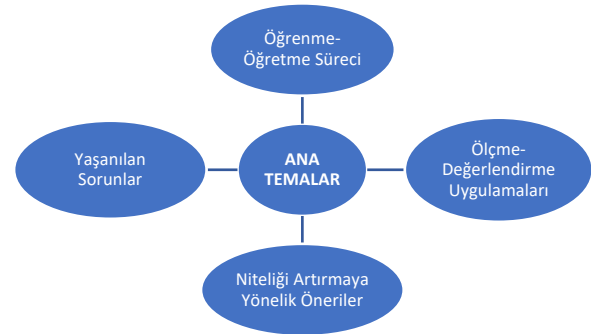 Öğrenme-
Öğretme Süreci
Yaşanılan
Sorunlar
ANA
TEMALAR
Ölçme-
Değerlendirme
Uygulamaları
Niteliği Artırmaya
Yönelik Öneriler